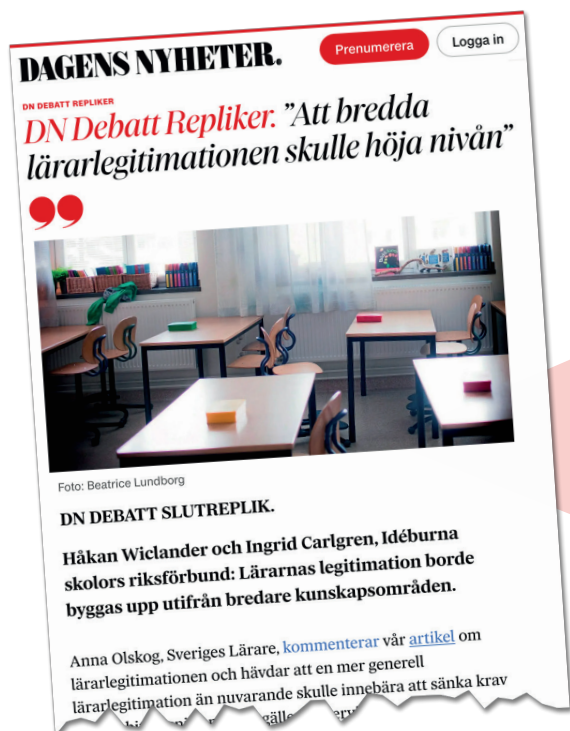 DAGENS NYHETER.
Prenumerera
Logga in
DN DEBATT REPLIKER
DN Debatt Repliker. ”Att bredda
lärarlegitimationen skulle höja nivån”
Foto: Beatrice Lundborg
DN DEBATT SLUTREPLIK.
Håkan Wiclander och Ingrid Carlgren, Idéburna
skolors riksförbund: Lärarnas legitimation borde
byggas upp utifrån bredare kunskapsområden.
Anna Olskog, Sveriges Lärare, kommenterar vår artikel om
lärarlegitimationen och hävdar att en mer generell
lärarlegitimation än nuvarande skulle innebära att sänka krav